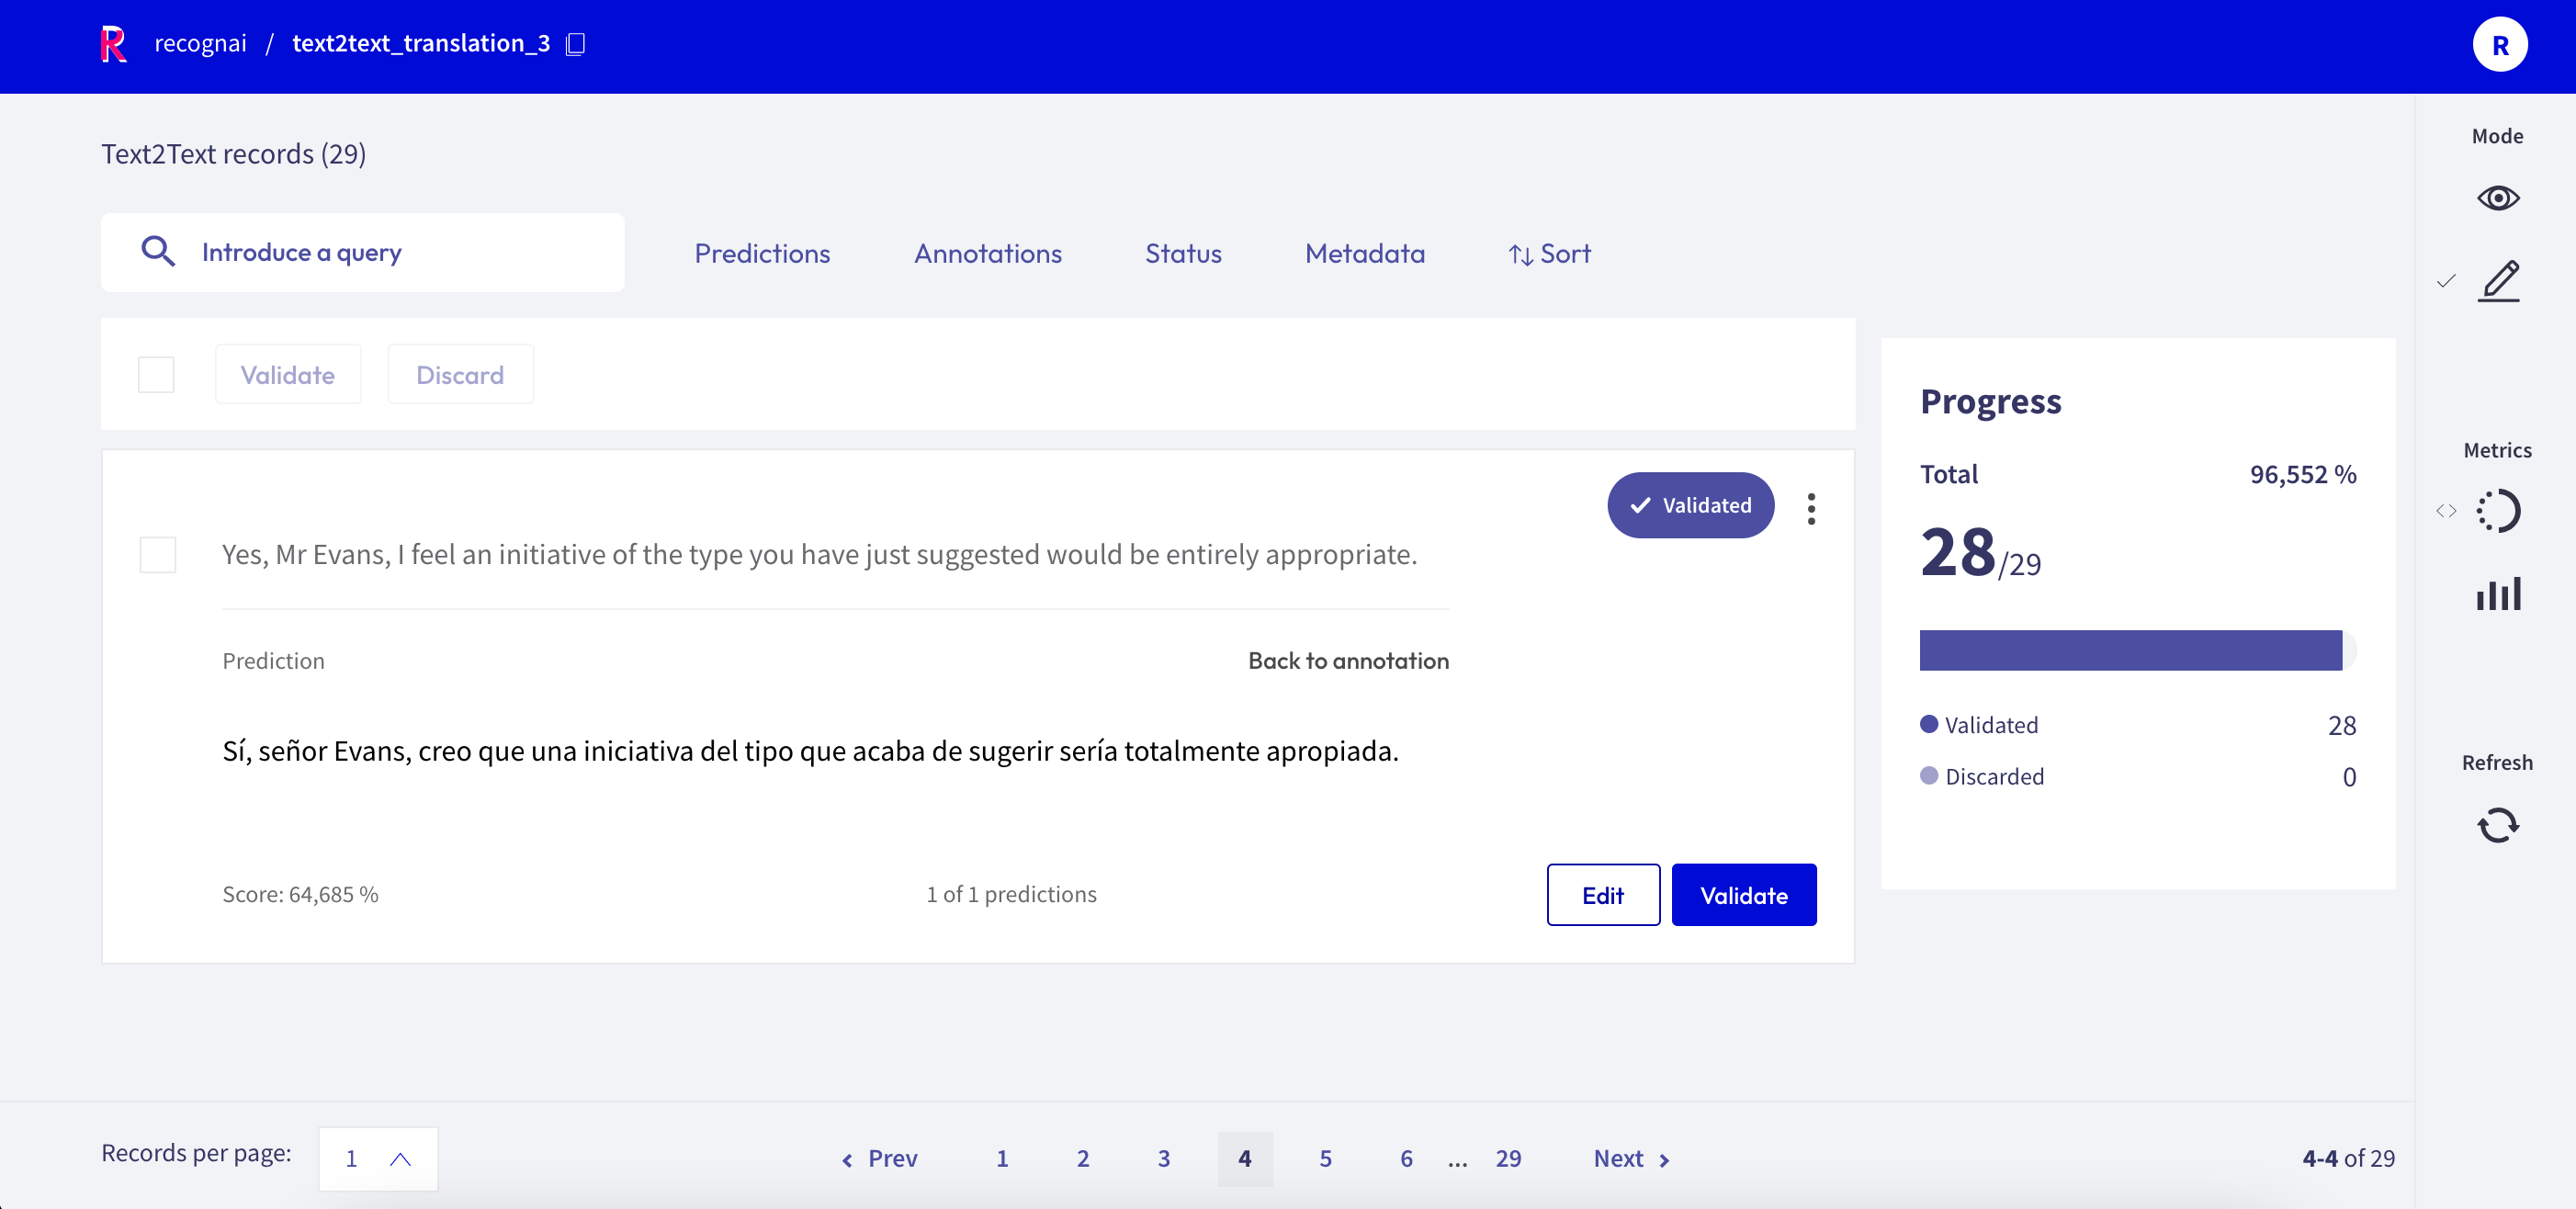 R recognai / text2text_translation_3
R
Text2Text records (29)
Introduce a query
Predictions
Annotations
Status
Metadata
Sort
Validate
Discard
Validated
Yes, Mr Evans, I feel an initiative of the type you have just suggested would be entirely appropriate.
Prediction
Back to annotation
Sí, señor Evans, creo que una iniciativa del tipo que acaba de sugerir sería totalmente apropiada.
Score: 64,685 %
1 of 1 predictions
Edit
Validate
Progress
Total 96,552 %
28/29
Validated 28
Discarded 0
Mode
Metrics
Refresh
Records per page: 1
Prev 1 2 3 4 5 6 ... 29 Next
4-4 of 29